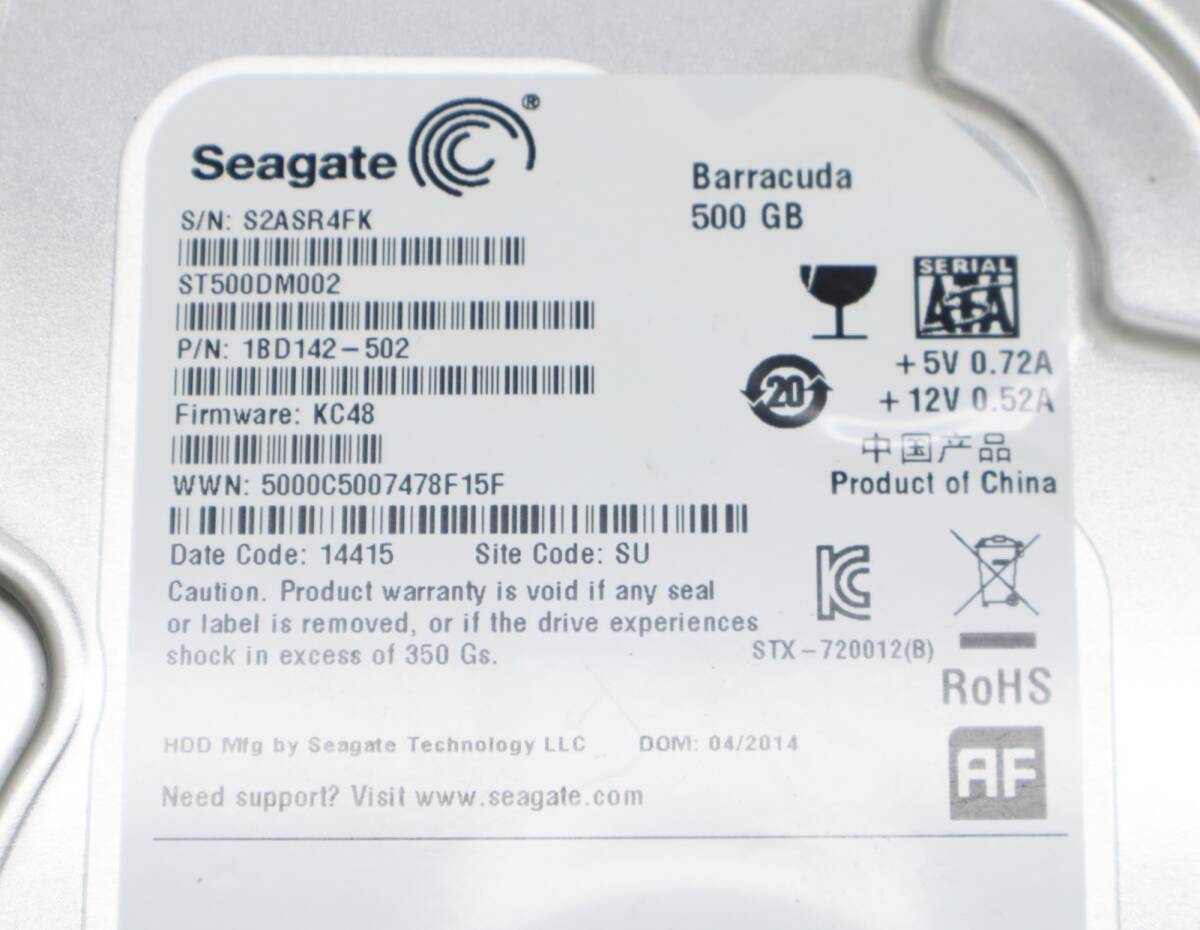 Seagate ®
Barracuda
500 GB
S/N: S2ASR4FK
ST500DM002
P/N: 1BD142-502
Firmware: KC48
WWN: 5000C5007478F15F
Date Code: 14415 Site Code: SU
Caution. Product warranty is void if any seal
or label is removed, or if the drive experiences
shock in excess of 350 Gs.
SERIAL
ATA
+5V 0.72A
+12V 0.52A
20
中国产品
Product of China
KC
STX-720012(B)
RoHS
AF
HDD Mfg by Seagate Technology LLC DOM: 04/2014
Need support? Visit www.seagate.com